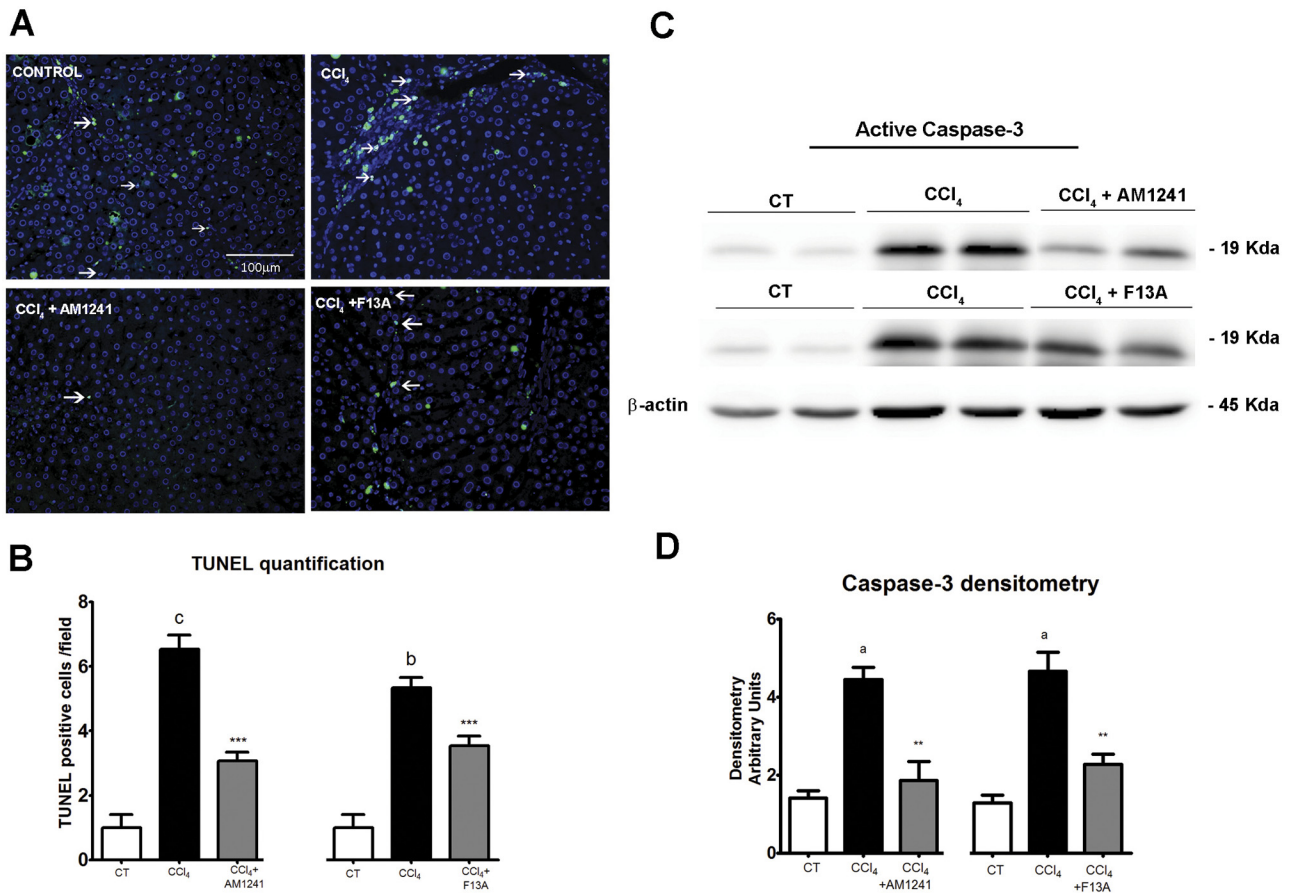 A
CONTROL
CCl₄
100µm
CCl₄ + AM1241
CCl₄ +F13A
B
TUNEL quantification
TUNEL positive cells /field
8
6
4
2
0
c
***
b
***
CT
CCl₄
CCl₄+
AM1241
CT
CCl₄
CCl₄+
F13A
C
Active Caspase-3
CT
CCl₄
CCl₄ + AM1241
- 19 Kda
CT
CCl₄
CCl₄ + F13A
- 19 Kda
β-actin
- 45 Kda
D
Caspase-3 densitometry
Densitometry
Arbitrary Units
6
4
2
0
a
**
a
**
CT
CCl₄
CCl₄
+AM1241
CT
CCl₄
CCl₄
+F13A